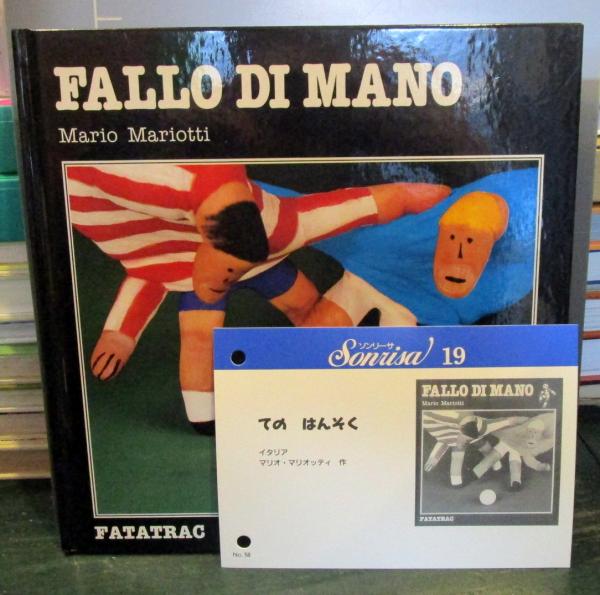 FALLO DI MANO
Mario Mariotti
FATATRAC
ソンリーサ
Sonrisa 19
ての はんそく
イタリア
マリオ・マリオッティ 作
No. 58
FALLO DI MANO
Mario Mariotti
FATATRAC